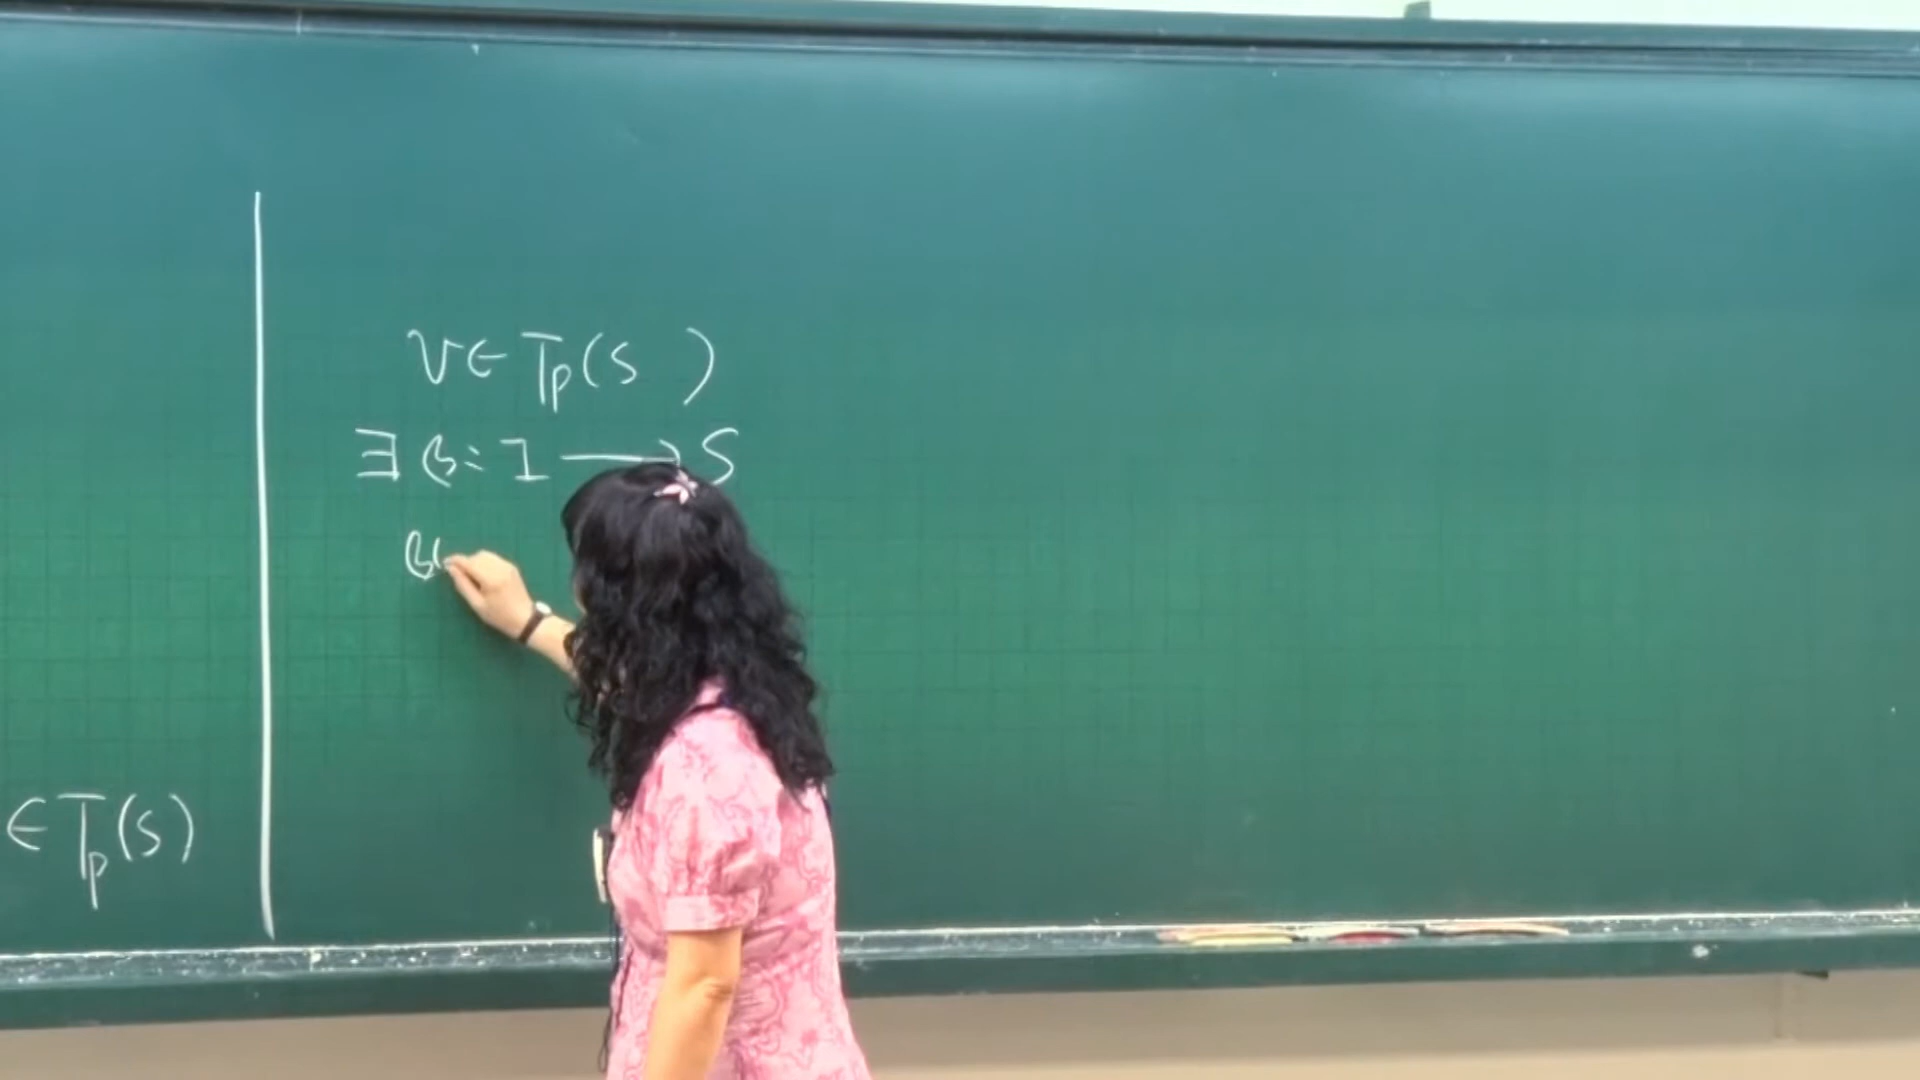 ∈ Tp(S)
v ∈ Tp(S )
∃ β: I ⟶ S
β(